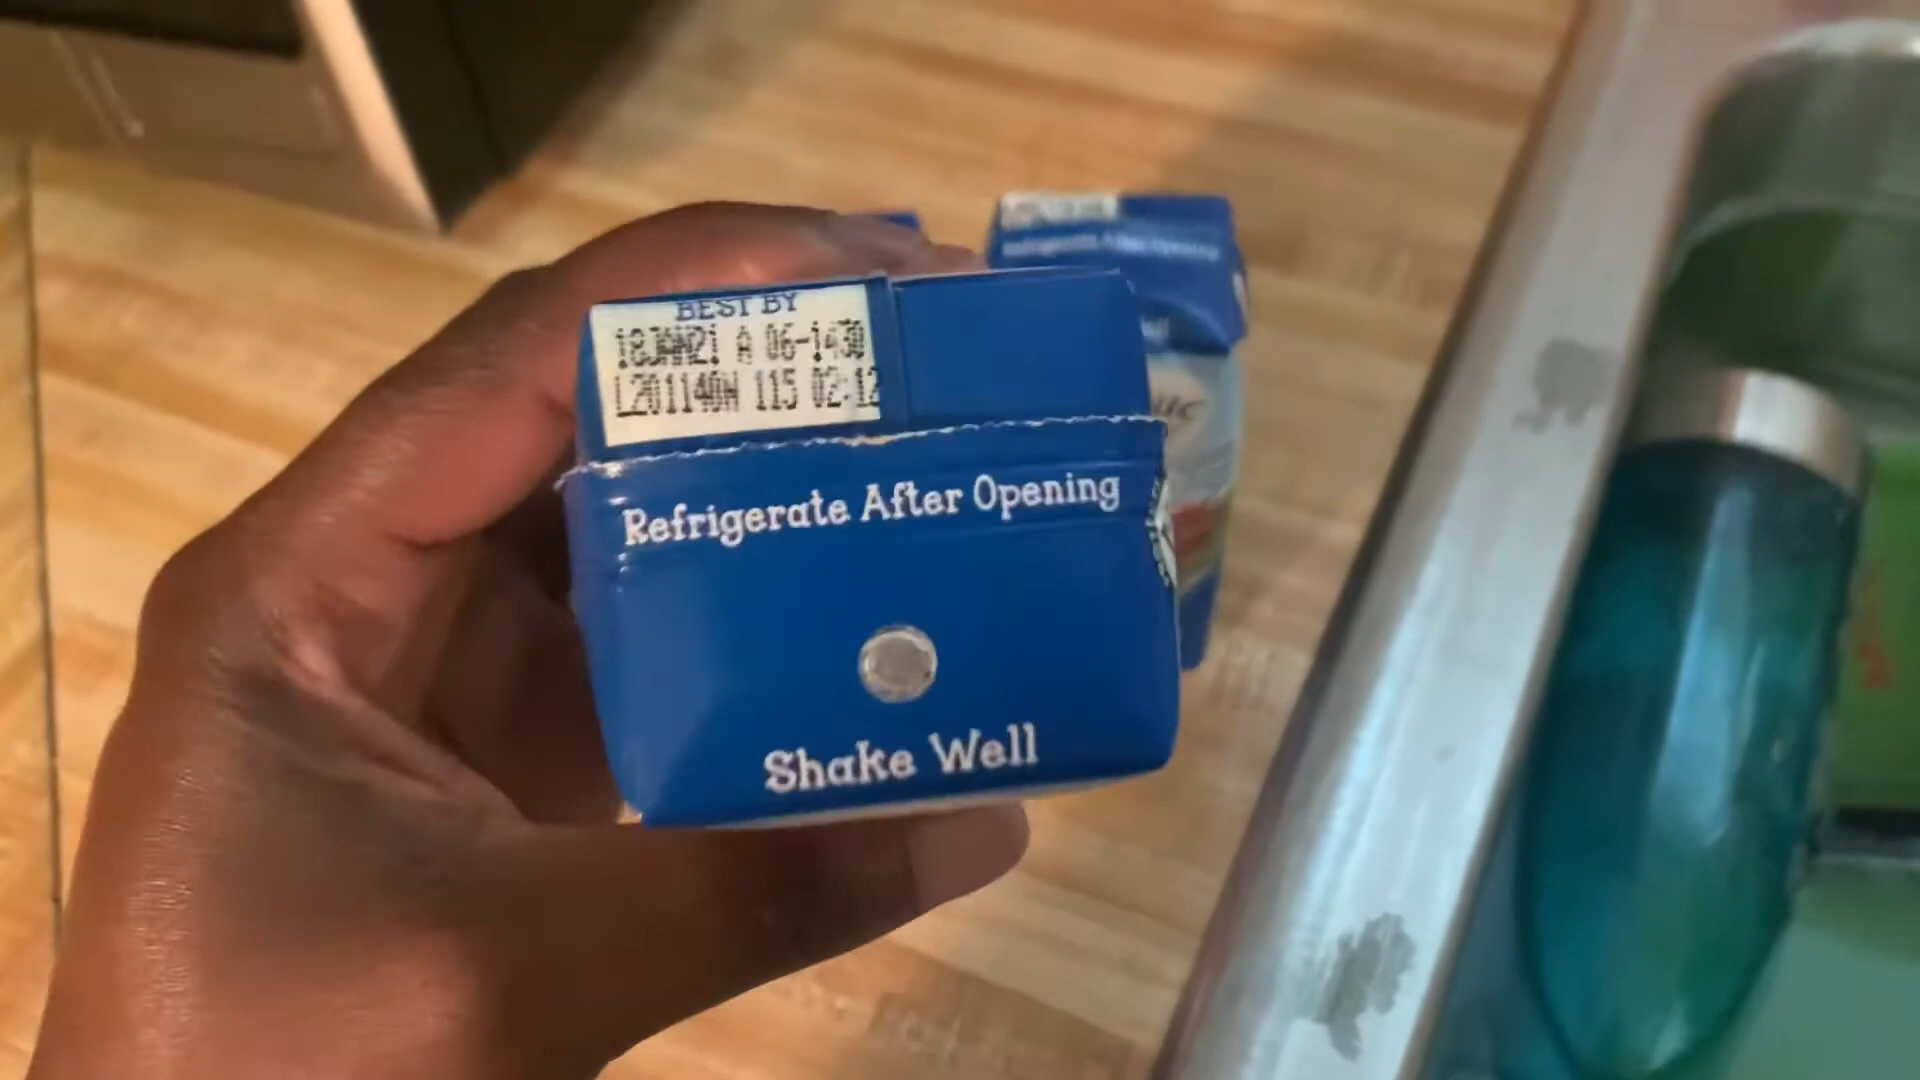 BEST BY
18JAN21 A 06-1430
L201140N 115 02:12
Refrigerate After Opening
Shake Well
Refrigerate After Opening